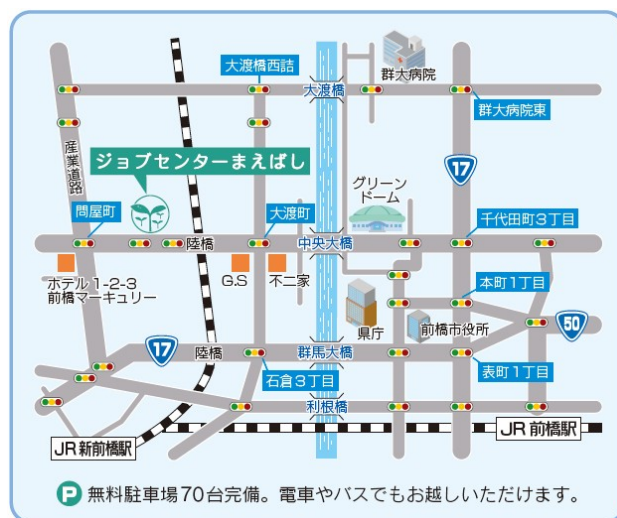 大渡橋西詰
群大病院
大渡橋
群大病院東
産業道路
ジョブセンターまえばし
17
グリーン
ドーム
問屋町
大渡町
千代田町3丁目
陸橋
中央大橋
ホテル1-2-3
前橋マーキュリー
G.S
不二家
本町1丁目
県庁
前橋市役所
50
17
陸橋
群馬大橋
石倉3丁目
表町1丁目
利根橋
JR新前橋駅
JR前橋駅
P 無料駐車場70台完備。電車やバスでもお越しいただけます。